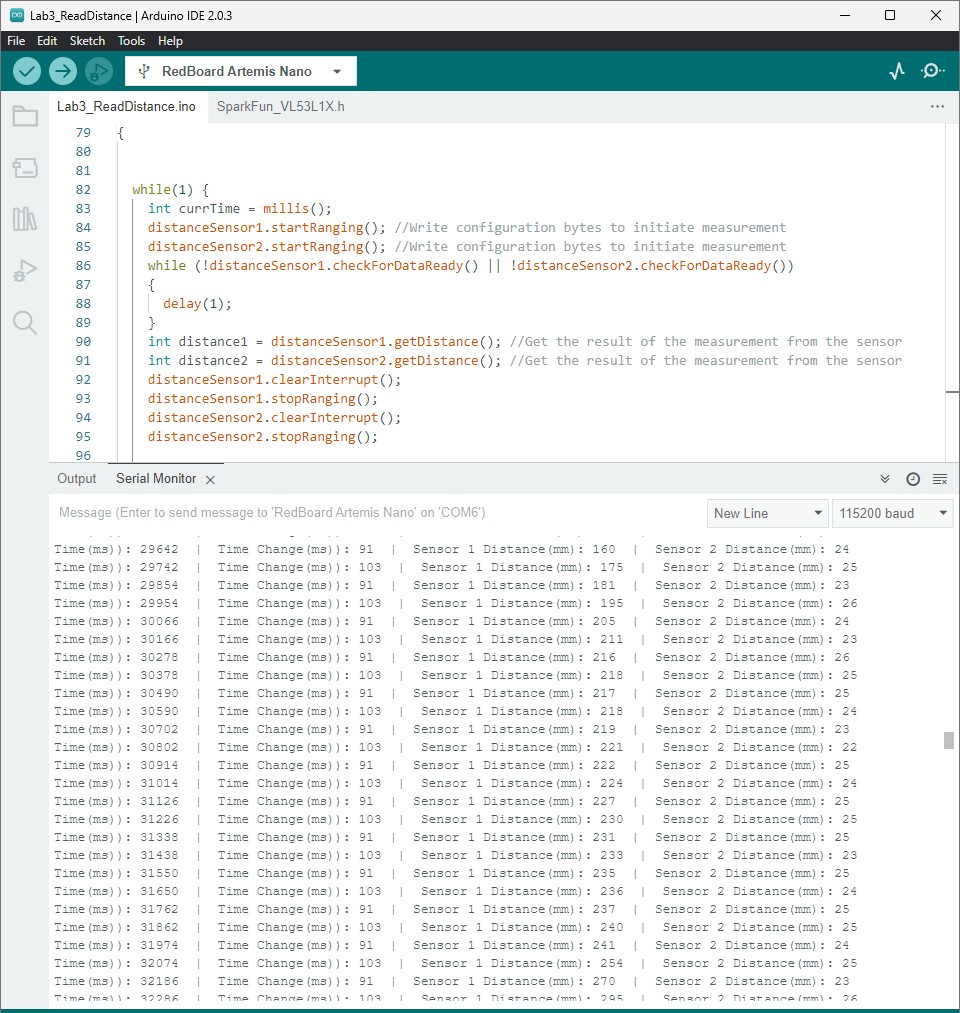 Lab3_ReadDistance | Arduino IDE 2.0.3
File Edit Sketch Tools Help
RedBoard Artemis Nano
Lab3_ReadDistance.ino SparkFun_VL53L1X.h
79 {
80
81
82 while(1) {
83 int currTime = millis();
84 distanceSensor1.startRanging(); //Write configuration bytes to initiate measurement
85 distanceSensor2.startRanging(); //Write configuration bytes to initiate measurement
86 while (!distanceSensor1.checkForDataReady() || !distanceSensor2.checkForDataReady())
87 {
88 delay(1);
89 }
90 int distance1 = distanceSensor1.getDistance(); //Get the result of the measurement from the sensor
91 int distance2 = distanceSensor2.getDistance(); //Get the result of the measurement from the sensor
92 distanceSensor1.clearInterrupt();
93 distanceSensor1.stopRanging();
94 distanceSensor2.clearInterrupt();
95 distanceSensor2.stopRanging();
96
Output Serial Monitor
Message (Enter to send message to 'RedBoard Artemis Nano' on 'COM6') New Line 115200 baud
Time(ms)): 29642 | Time Change(ms)): 91 | Sensor 1 Distance(mm): 160 | Sensor 2 Distance(mm): 24
Time(ms)): 29742 | Time Change(ms)): 103 | Sensor 1 Distance(mm): 175 | Sensor 2 Distance(mm): 25
Time(ms)): 29854 | Time Change(ms)): 91 | Sensor 1 Distance(mm): 181 | Sensor 2 Distance(mm): 23
Time(ms)): 29954 | Time Change(ms)): 103 | Sensor 1 Distance(mm): 195 | Sensor 2 Distance(mm): 26
Time(ms)): 30066 | Time Change(ms)): 91 | Sensor 1 Distance(mm): 205 | Sensor 2 Distance(mm): 24
Time(ms)): 30166 | Time Change(ms)): 103 | Sensor 1 Distance(mm): 211 | Sensor 2 Distance(mm): 23
Time(ms)): 30278 | Time Change(ms)): 91 | Sensor 1 Distance(mm): 216 | Sensor 2 Distance(mm): 26
Time(ms)): 30378 | Time Change(ms)): 103 | Sensor 1 Distance(mm): 218 | Sensor 2 Distance(mm): 25
Time(ms)): 30490 | Time Change(ms)): 91 | Sensor 1 Distance(mm): 217 | Sensor 2 Distance(mm): 25
Time(ms)): 30590 | Time Change(ms)): 103 | Sensor 1 Distance(mm): 218 | Sensor 2 Distance(mm): 24
Time(ms)): 30702 | Time Change(ms)): 91 | Sensor 1 Distance(mm): 219 | Sensor 2 Distance(mm): 23
Time(ms)): 30802 | Time Change(ms)): 103 | Sensor 1 Distance(mm): 221 | Sensor 2 Distance(mm): 22
Time(ms)): 30914 | Time Change(ms)): 91 | Sensor 1 Distance(mm): 222 | Sensor 2 Distance(mm): 25
Time(ms)): 31014 | Time Change(ms)): 103 | Sensor 1 Distance(mm): 224 | Sensor 2 Distance(mm): 24
Time(ms)): 31126 | Time Change(ms)): 91 | Sensor 1 Distance(mm): 227 | Sensor 2 Distance(mm): 25
Time(ms)): 31226 | Time Change(ms)): 103 | Sensor 1 Distance(mm): 230 | Sensor 2 Distance(mm): 25
Time(ms)): 31338 | Time Change(ms)): 91 | Sensor 1 Distance(mm): 231 | Sensor 2 Distance(mm): 25
Time(ms)): 31438 | Time Change(ms)): 103 | Sensor 1 Distance(mm): 233 | Sensor 2 Distance(mm): 23
Time(ms)): 31550 | Time Change(ms)): 91 | Sensor 1 Distance(mm): 235 | Sensor 2 Distance(mm): 25
Time(ms)): 31650 | Time Change(ms)): 103 | Sensor 1 Distance(mm): 236 | Sensor 2 Distance(mm): 24
Time(ms)): 31762 | Time Change(ms)): 91 | Sensor 1 Distance(mm): 237 | Sensor 2 Distance(mm): 25
Time(ms)): 31862 | Time Change(ms)): 103 | Sensor 1 Distance(mm): 240 | Sensor 2 Distance(mm): 25
Time(ms)): 31974 | Time Change(ms)): 91 | Sensor 1 Distance(mm): 241 | Sensor 2 Distance(mm): 24
Time(ms)): 32074 | Time Change(ms)): 103 | Sensor 1 Distance(mm): 254 | Sensor 2 Distance(mm): 25
Time(ms)): 32186 | Time Change(ms)): 91 | Sensor 1 Distance(mm): 270 | Sensor 2 Distance(mm): 23
Time(ms)): 32286 | Time Change(ms)): 103 | Sensor 1 Distance(mm): 295 | Sensor 2 Distance(mm): 26